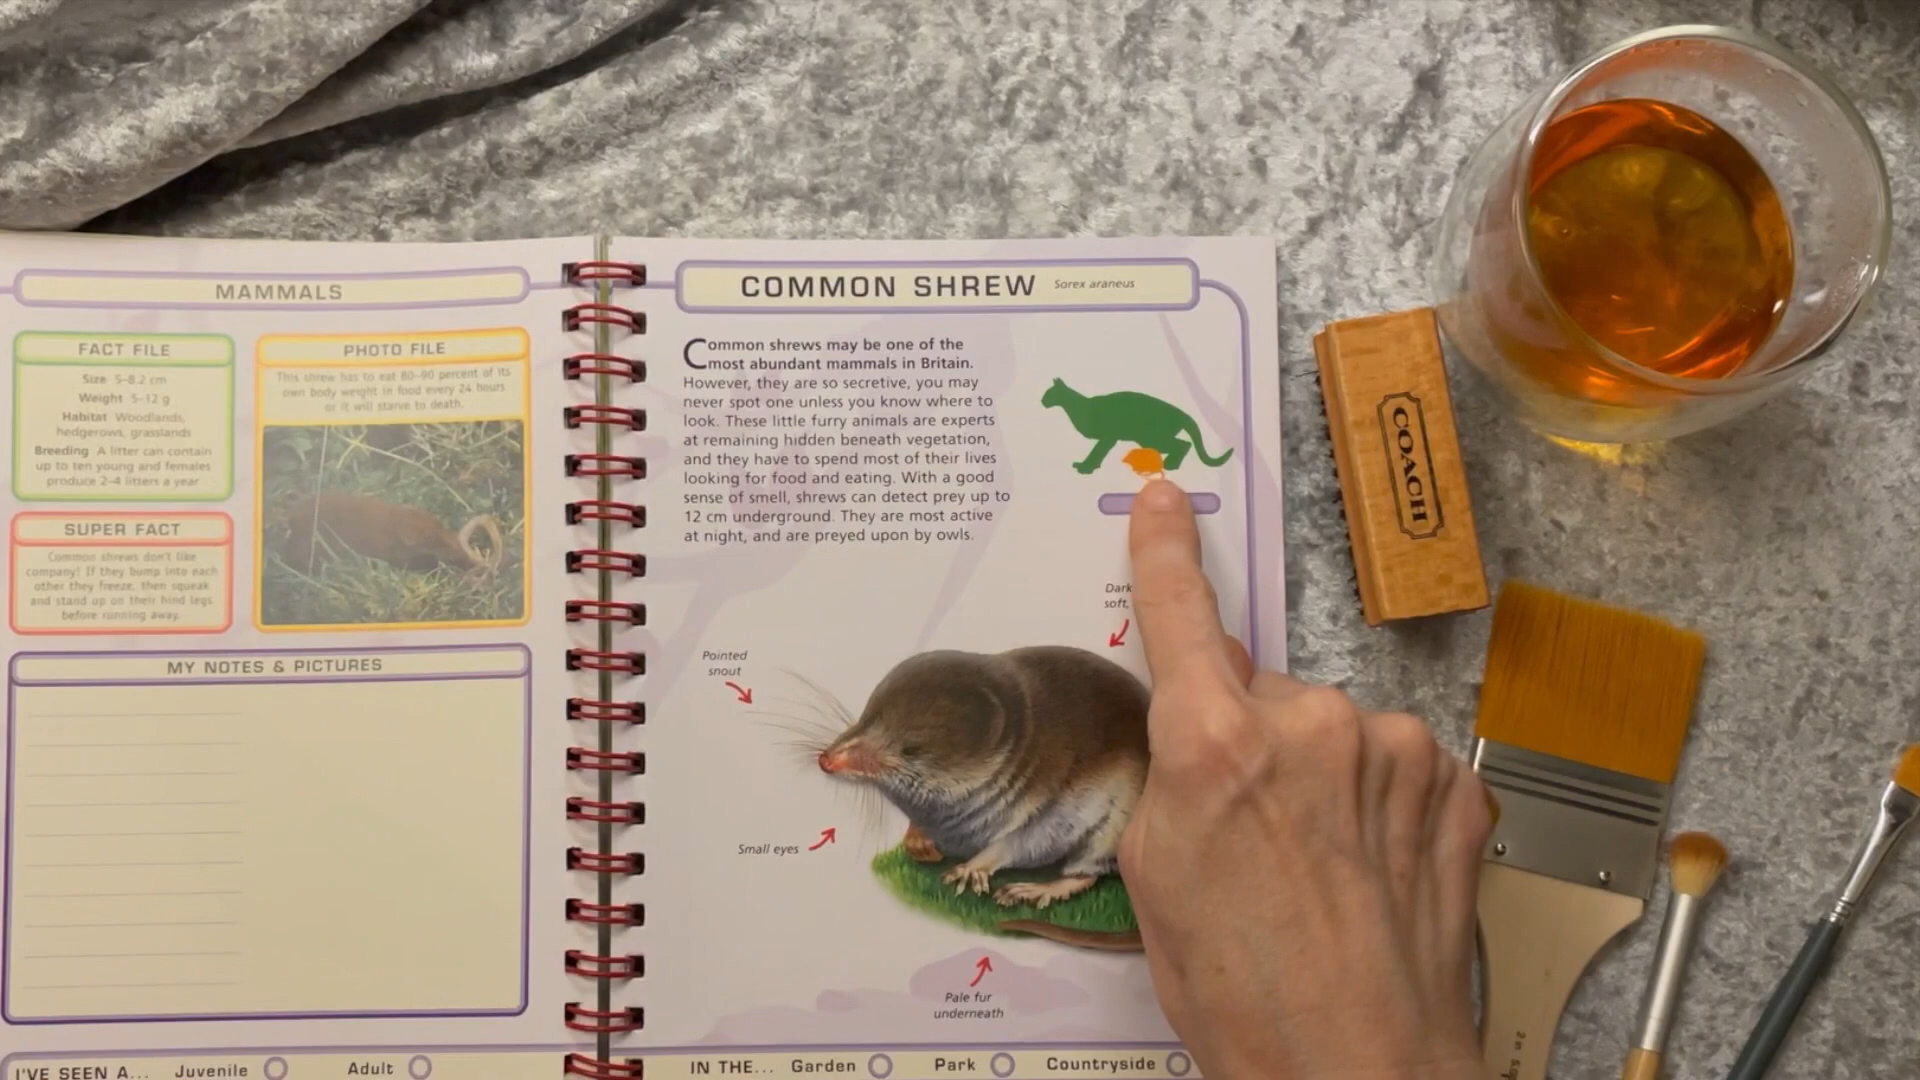 MAMMALS
FACT FILE
Size 5–8.2 cm
Weight 5–12 g
Habitat Woodlands,
hedgerows, grasslands
Breeding A litter can contain
up to ten young and females
produce 2–4 litters a year
PHOTO FILE
This shrew has to eat 80–90 percent of its
own body weight in food every 24 hours
or it will starve to death.
SUPER FACT
Common shrews don't like
company! If they bump into each
other they freeze, then squeak
and stand up on their hind legs
before running away.
MY NOTES & PICTURES
I'VE SEEN A... Juvenile Adult
COMMON SHREW Sorex araneus
Common shrews may be one of the
most abundant mammals in Britain.
However, they are so secretive, you may
never spot one unless you know where to
look. These little furry animals are experts
at remaining hidden beneath vegetation,
and they have to spend most of their lives
looking for food and eating. With a good
sense of smell, shrews can detect prey up to
12 cm underground. They are most active
at night, and are preyed upon by owls.
Dark
soft,
Pointed
snout
Small eyes
Pale fur
underneath
IN THE... Garden Park Countryside
COACH